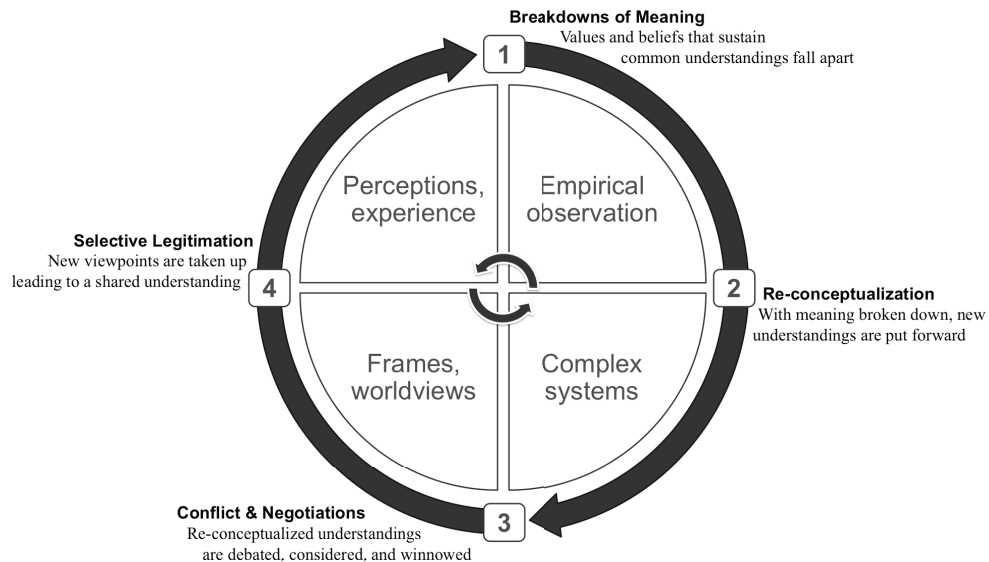 Breakdowns of Meaning
Values and beliefs that sustain
common understandings fall apart
1
Perceptions,
experience
Empirical
observation
Selective Legitimation
New viewpoints are taken up
leading to a shared understanding
4
2
Re-conceptualization
With meaning broken down, new
understandings are put forward
Frames,
worldviews
Complex
systems
Conflict & Negotiations
Re-conceptualized understandings
are debated, considered, and winnowed
3